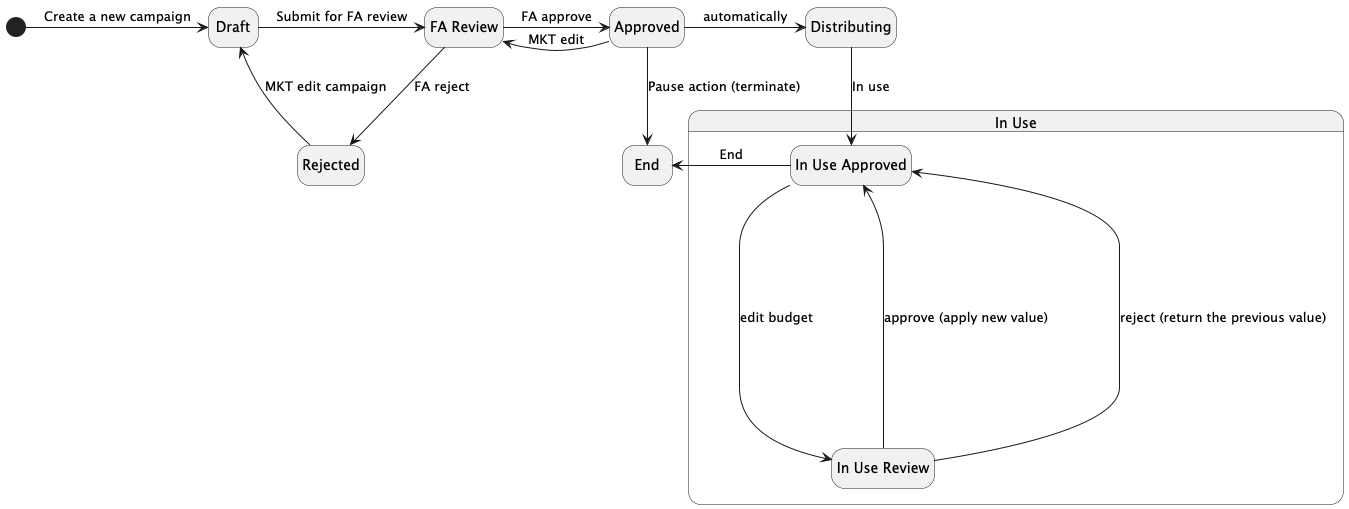 Create a new campaign
Draft
Submit for FA review
FA Review
FA approve
MKT edit
Approved
automatically
Distributing
MKT edit campaign
FA reject
Pause action (terminate)
In use
In Use
Rejected
End
End
In Use Approved
edit budget
approve (apply new value)
reject (return the previous value)
In Use Review